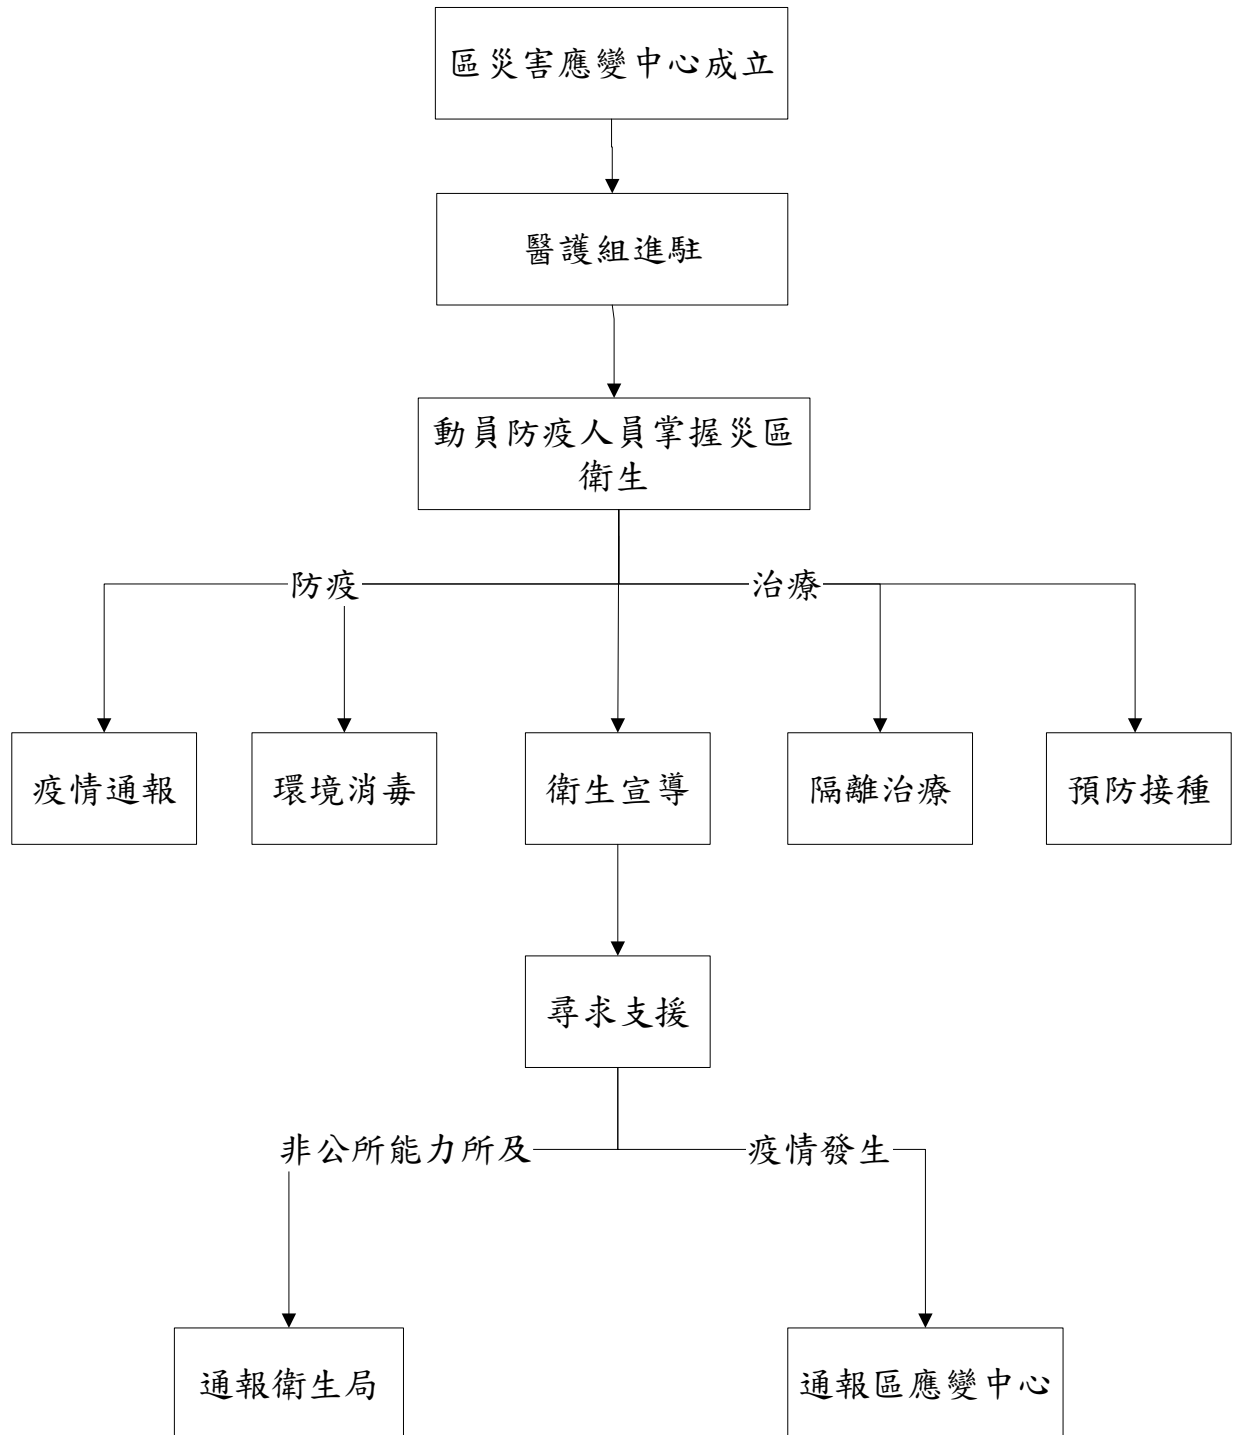 區災害應變中心成立
醫護組進駐
動員防疫人員掌握災區
衛生
防疫
治療
疫情通報
環境消毒
衛生宣導
隔離治療
預防接種
尋求支援
非公所能力所及
疫情發生
通報衛生局
通報區應變中心